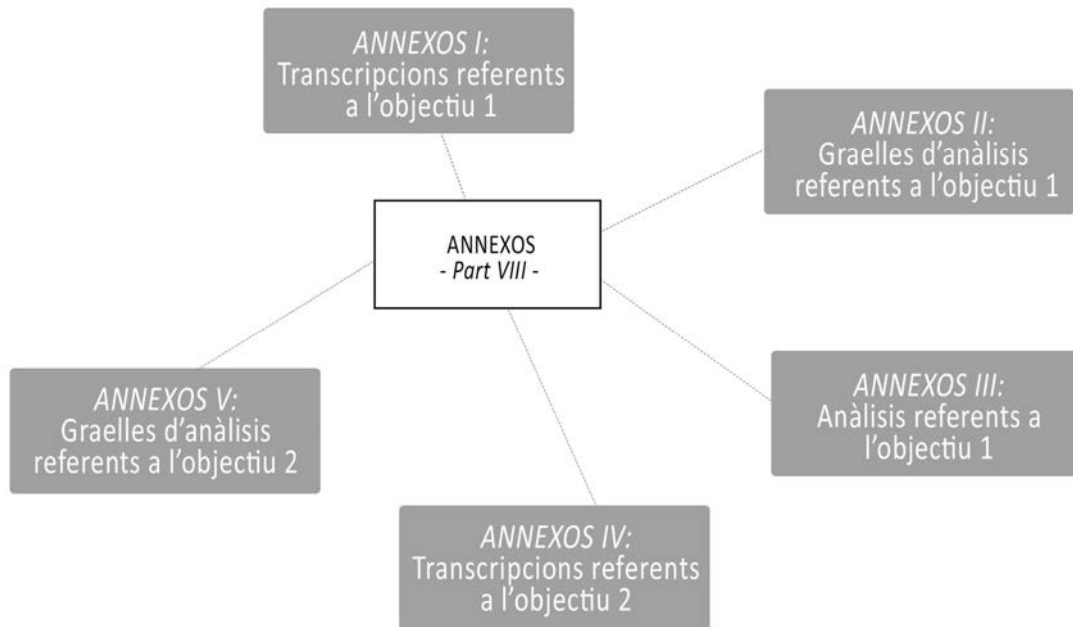 ANNEXOS I:
Transcripcions referents
a l’objectiu 1
ANNEXOS II:
Graelles d’anàlisis
referents a l’objectiu 1
ANNEXOS
- Part VIII -
ANNEXOS III:
Anàlisis referents a
l’objectiu 1
ANNEXOS V:
Graelles d’anàlisis
referents a l’objectiu 2
ANNEXOS IV:
Transcripcions referents
a l’objectiu 2